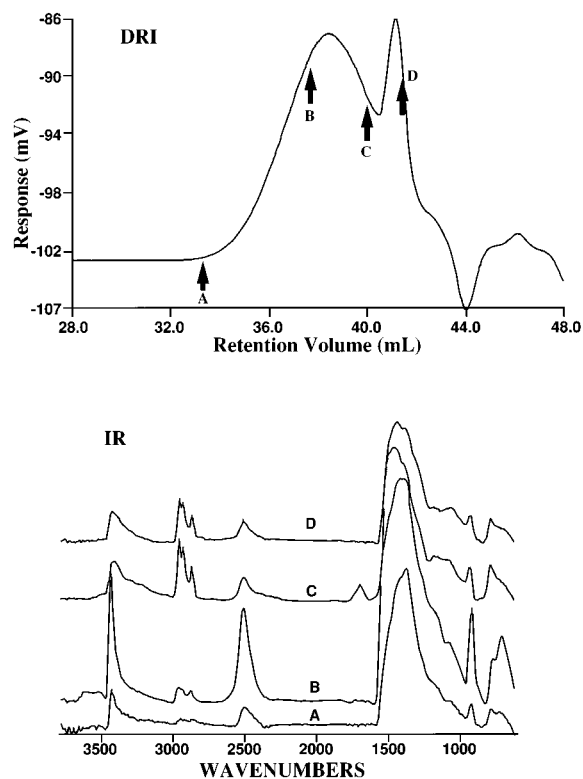 DRI
-86
-90
-94
-98
-102
-107
Response (mV)
A
B
C
D
28.0 32.0 36.0 40.0 44.0 48.0
Retention Volume (mL)
IR
D
C
B
A
3500 3000 2500 2000 1500 1000
WAVENUMBERS